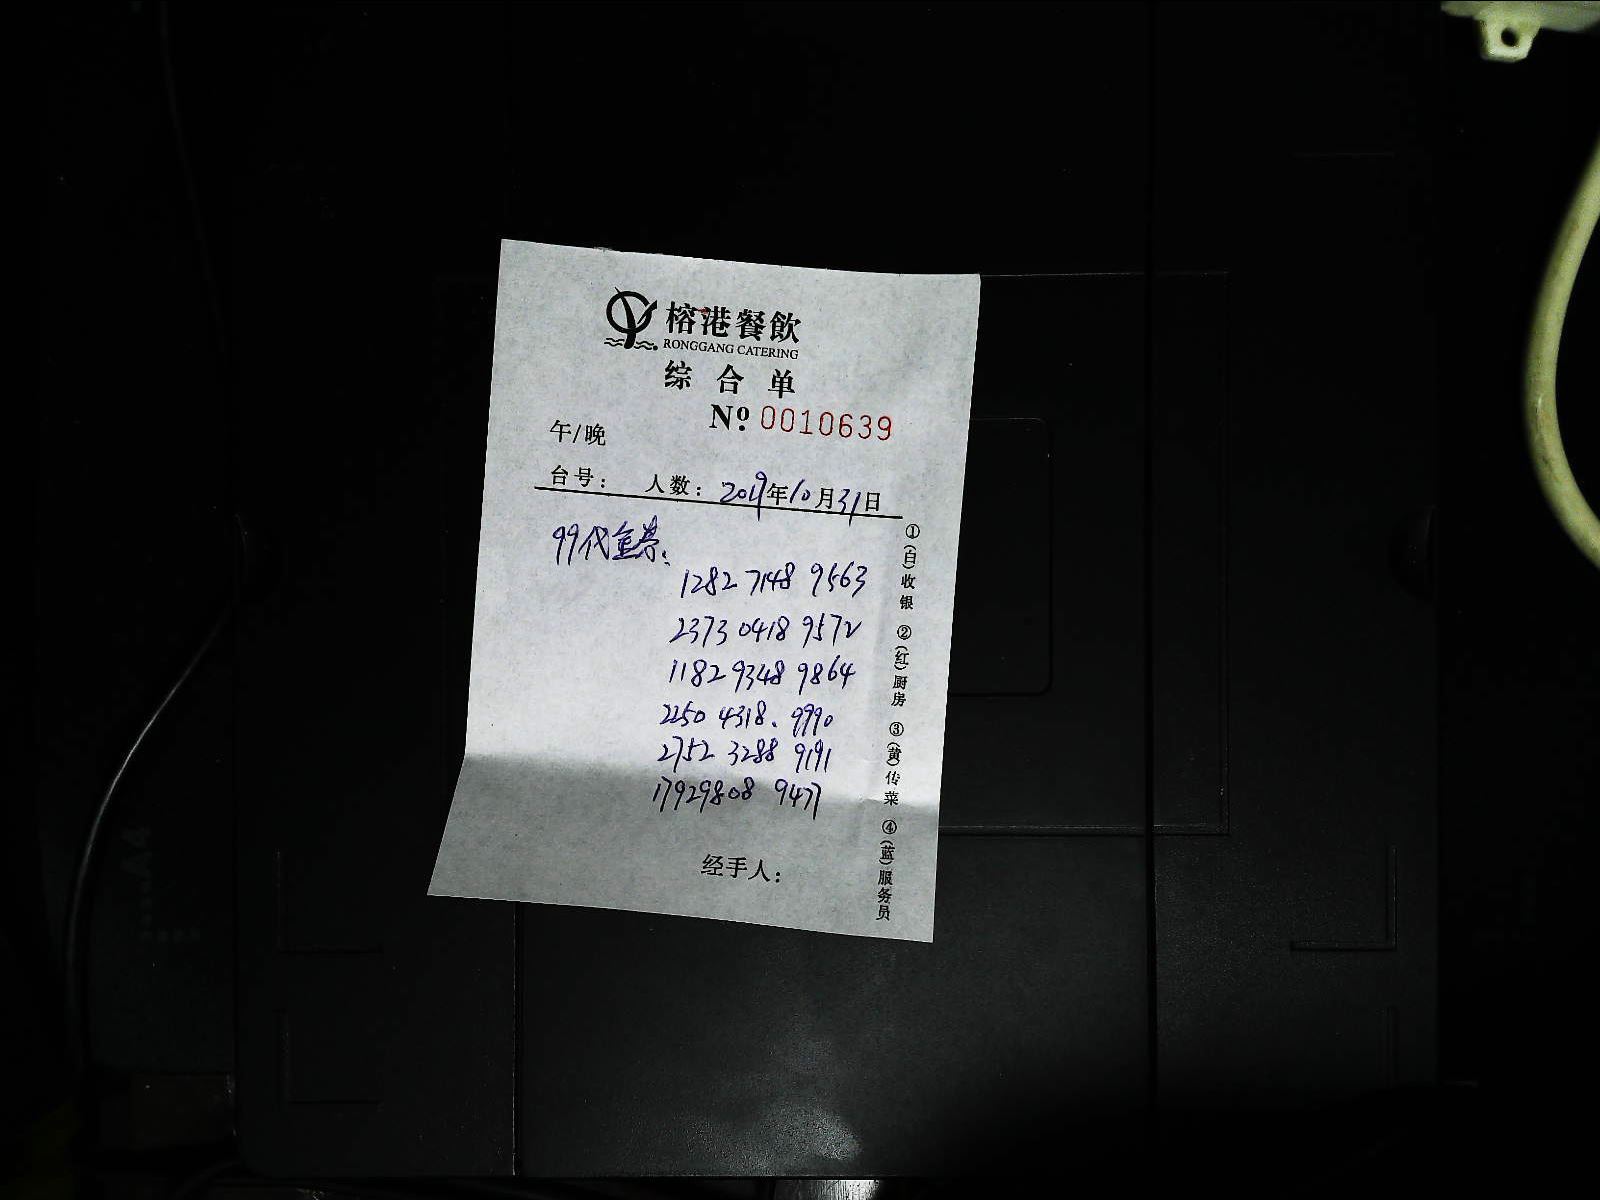 榕港餐飲
RONGGANG CATERING
综合单
№ 0010639
午/晚
台号: 人数: 2019年10月31日
99代金券:
1282 7148 9563
2373 0418 9572
1182 9348 9864
2250 4318. 9990
2752 3288 9191
17929808 9477
经手人:
①(白)收银 ②(红)厨房 ③(黄)传菜 ④(蓝)服务员